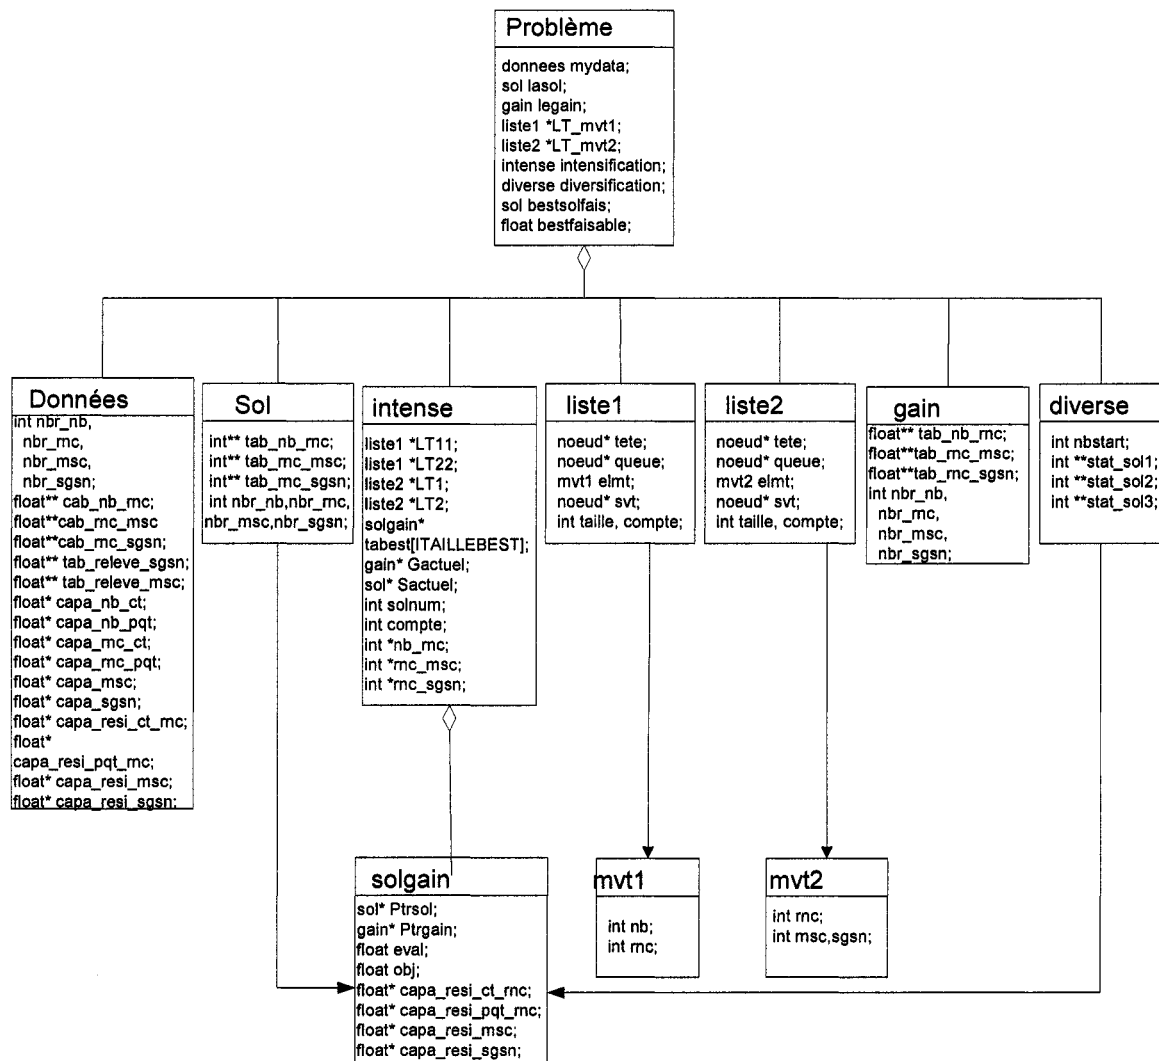 Problème
donnees mydata;
sol lasol;
gain legain;
liste1 *LT_mvt1;
liste2 *LT_mvt2;
intense intensification;
diverse diversification;
sol bestsolfais;
float bestfaisable;
Données
int nbr_nb,
nbr_rnc,
nbr_msc,
nbr_sgsn;
float** cab_nb_rnc;
float**cab_rnc_msc
float**cab_rnc_sgsn;
float** tab_releve_sgsn;
float** tab_releve_msc;
float* capa_nb_ct;
float* capa_nb_pqt;
float* capa_rnc_ct;
float* capa_rnc_pqt;
float* capa_msc;
float* capa_sgsn;
float* capa_resi_ct_rnc;
float*
capa_resi_pqt_rnc;
float* capa_resi_msc;
float* capa_resi_sgsn;
Sol
int** tab_nb_rnc;
int** tab_rnc_msc;
int** tab_rnc_sgsn;
int nbr_nb,nbr_rnc,
nbr_msc,nbr_sgsn;
intense
liste1 *LT11;
liste1 *LT22;
liste2 *LT1;
liste2 *LT2;
solgain*
tabest[ITAILLEBEST];
gain* Gactuel;
sol* Sactuel;
int solnum;
int compte;
int *nb_rnc;
int *rnc_msc;
int *rnc_sgsn;
liste1
noeud* tete;
noeud* queue;
mvt1 elmt;
noeud* svt;
int taille, compte;
liste2
noeud* tete;
noeud* queue;
mvt2 elmt;
noeud* svt;
int taille, compte;
gain
float** tab_nb_rnc;
float**tab_rnc_msc;
float**tab_rnc_sgsn;
int nbr_nb,
nbr_rnc,
nbr_msc,
nbr_sgsn;
diverse
int nbstart;
int **stat_sol1;
int **stat_sol2;
int **stat_sol3;
solgain
sol* Ptrsol;
gain* Ptrgain;
float eval;
float obj;
float* capa_resi_ct_rnc;
float* capa_resi_pqt_rnc;
float* capa_resi_msc;
float* capa_resi_sgsn;
mvt1
int nb;
int rnc;
mvt2
int rnc;
int msc,sgsn;